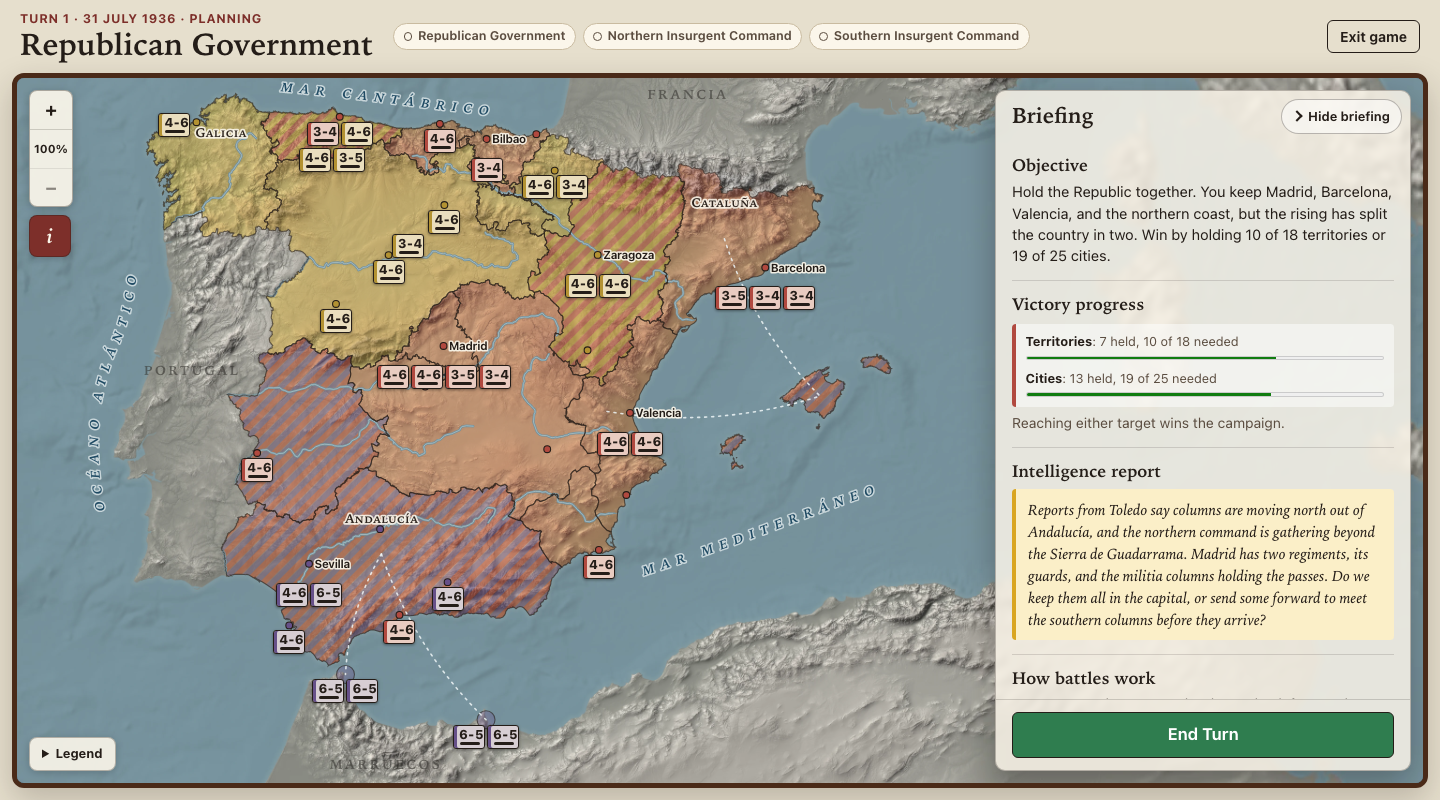 TURN 1 · 31 JULY 1936 · PLANNING
Republican Government
Republican Government
Northern Insurgent Command
Southern Insurgent Command
Exit game
+
100%
−
i
MAR CANTÁBRICO
FRANCIA
4-6
GALICIA
3-4 4-6
4-6 3-5
4-6
Bilbao
3-4
4-6 3-4
CATALUÑA
4-6
3-4
4-6
Zaragoza
4-6 4-6
Barcelona
3-5 3-4 3-4
4-6
Madrid
PORTUGAL
4-6 4-6 3-5 3-4
OCÉANO ATLÁNTICO
Valencia
4-6 4-6
4-6
MAR MEDITERRÁNEO
ANDALUCÍA
Sevilla
4-6
4-6 6-5
4-6
4-6
4-6
6-5 6-5
6-5 6-5
MARRUECOS
Legend
Briefing
Hide briefing
Objective
Hold the Republic together. You keep Madrid, Barcelona,
Valencia, and the northern coast, but the rising has split
the country in two. Win by holding 10 of 18 territories or
19 of 25 cities.
Victory progress
Territories: 7 held, 10 of 18 needed
Cities: 13 held, 19 of 25 needed
Reaching either target wins the campaign.
Intelligence report
Reports from Toledo say columns are moving north out of
Andalucía, and the northern command is gathering beyond
the Sierra de Guadarrama. Madrid has two regiments, its
guards, and the militia columns holding the passes. Do we
keep them all in the capital, or send some forward to meet
the southern columns before they arrive?
How battles work
End Turn